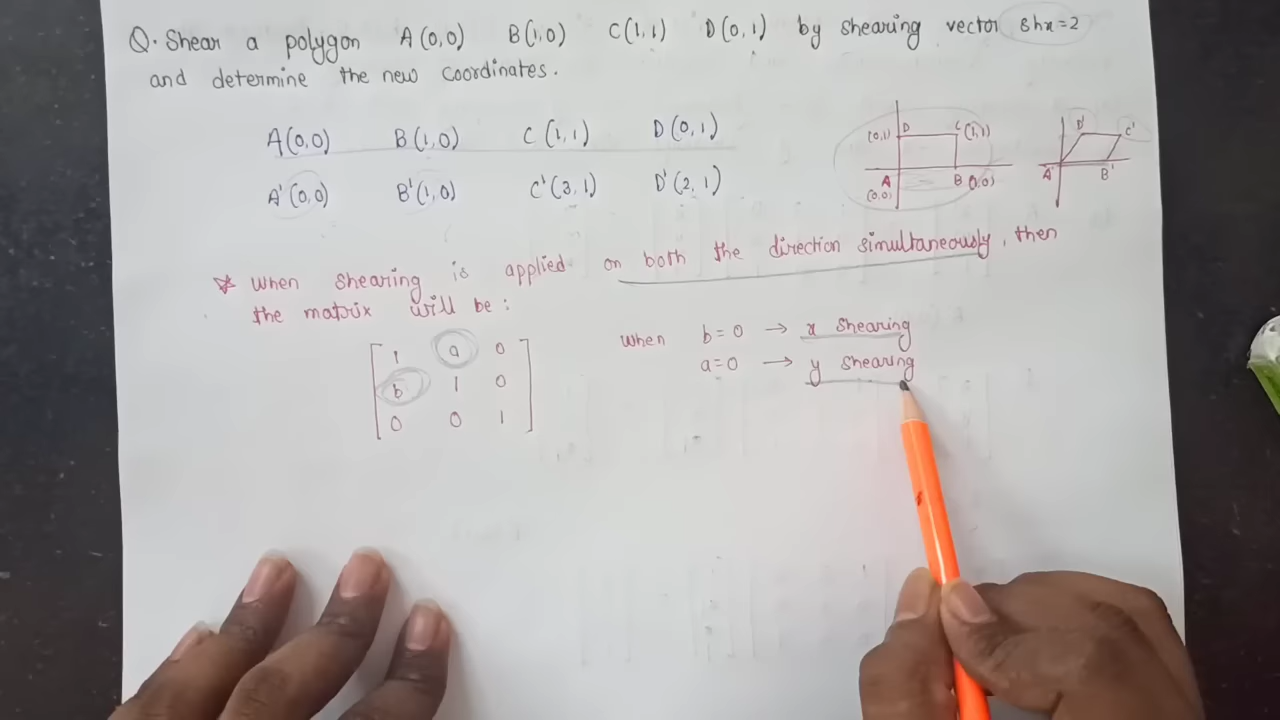 Q. Shear a polygon A(0,0) B(1,0) C(1,1) D(0,1) by shearing vector Shx=2
and determine the new coordinates.
A(0,0) B(1,0) C(1,1) D(0,1)
A'(0,0) B'(1,0) C'(3,1) D'(2,1)
(0,1) D C (1,1)
A B (1,0)
(0,0)
D' C'
A' B'
* When shearing is applied on both the direction simultaneously, then
the matrix will be:
1 a 0
b 1 0
0 0 1
when b=0 → x shearing
a=0 → y shearing